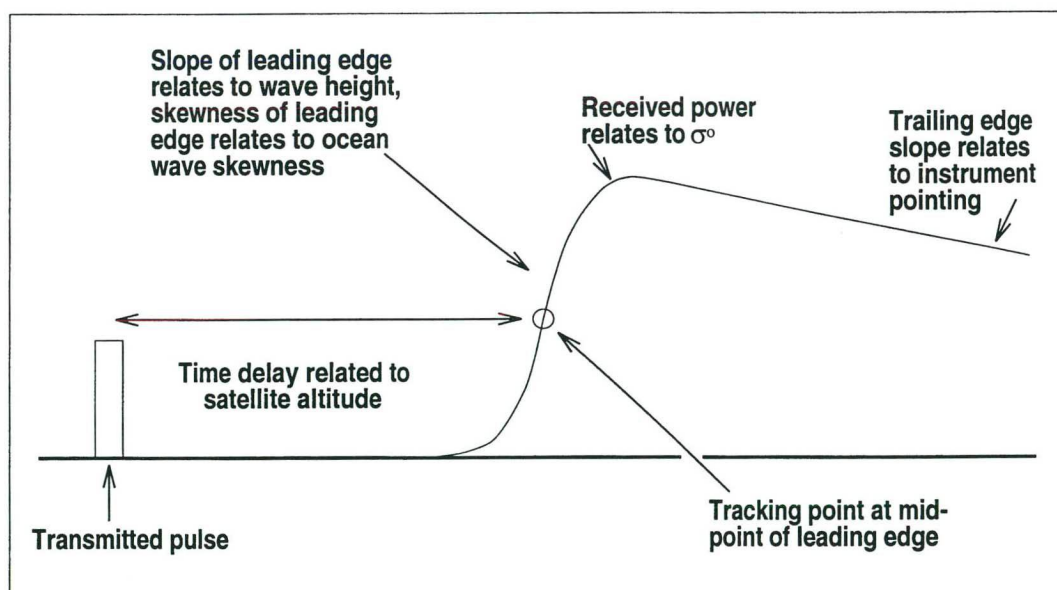 Slope of leading edge
relates to wave height,
skewness of leading
edge relates to ocean
wave skewness
Received power
relates to σ⁰
Trailing edge
slope relates
to instrument
pointing
Time delay related to
satellite altitude
Transmitted pulse
Tracking point at mid-
point of leading edge